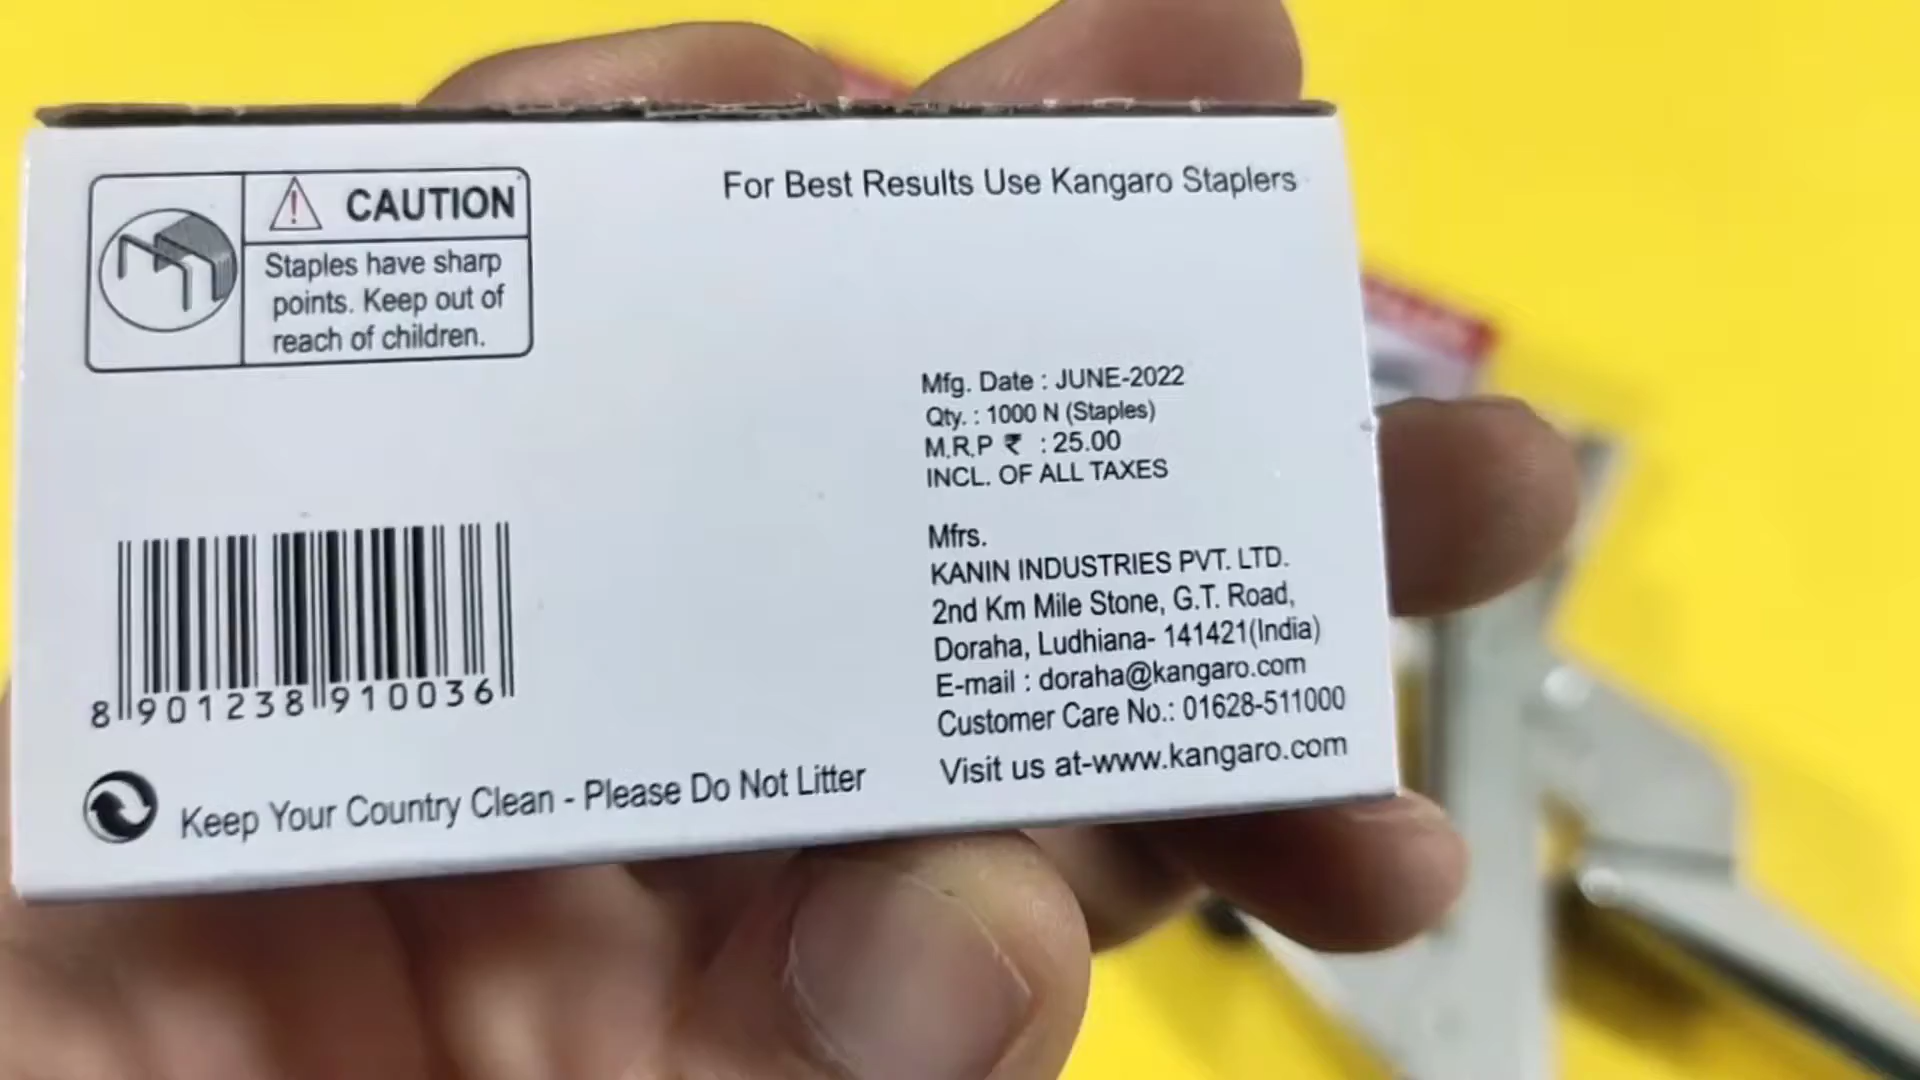 CAUTION
Staples have sharp
points. Keep out of
reach of children.
For Best Results Use Kangaro Staplers
Mfg. Date : JUNE-2022
Qty. : 1000 N (Staples)
M.R.P ₹ : 25.00
INCL. OF ALL TAXES
Mfrs.
KANIN INDUSTRIES PVT. LTD.
2nd Km Mile Stone, G.T. Road,
Doraha, Ludhiana- 141421(India)
E-mail : doraha@kangaro.com
Customer Care No.: 01628-511000
Visit us at-www.kangaro.com
8 901238 910036
Keep Your Country Clean - Please Do Not Litter